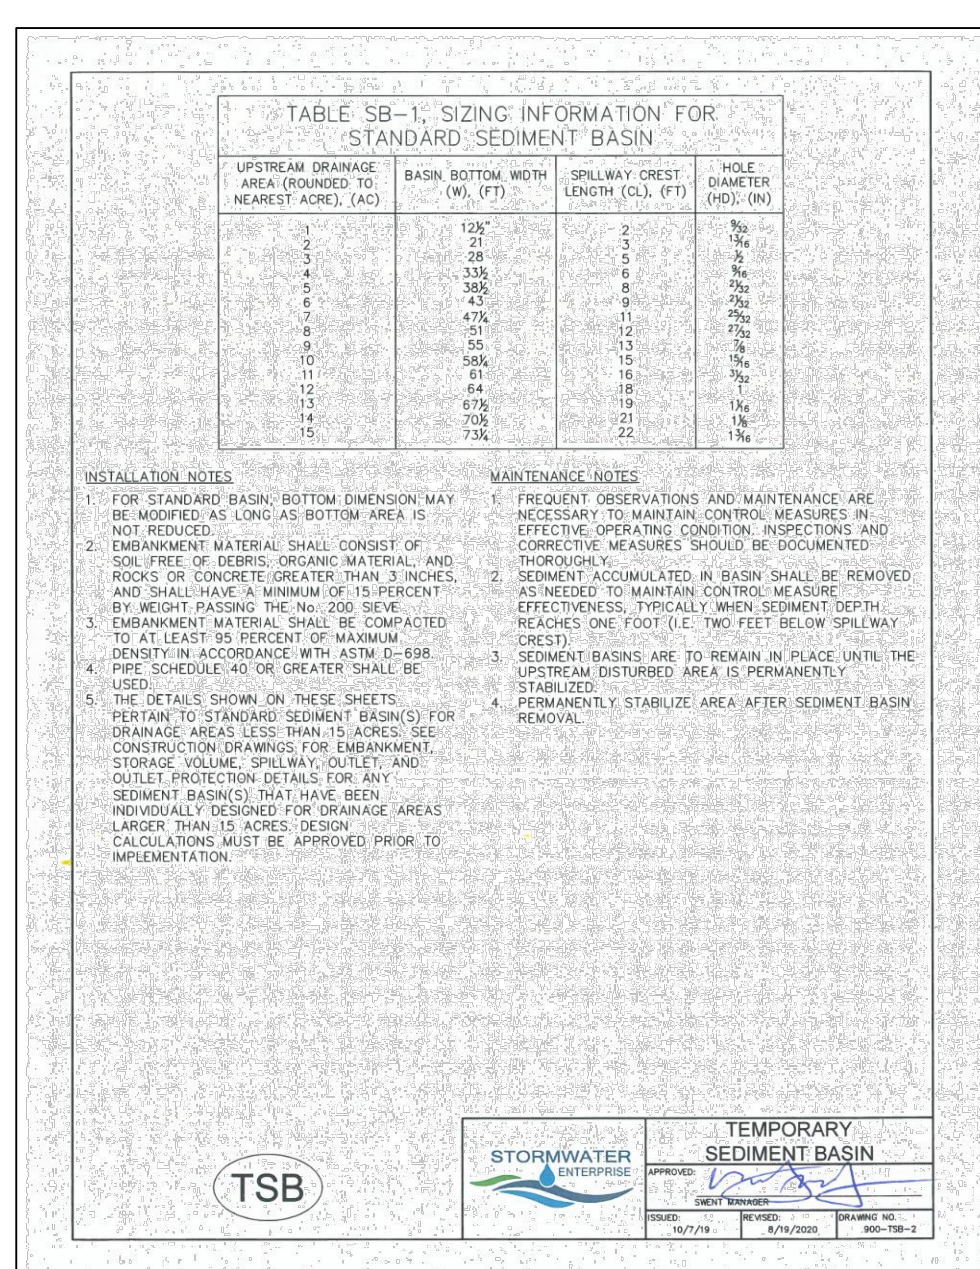 TABLE SB-1, SIZING INFORMATION FOR
STANDARD SEDIMENT BASIN
UPSTREAM DRAINAGE AREA (ROUNDED TO NEAREST ACRE), (AC) BASIN BOTTOM WIDTH (W), (FT) SPILLWAY CREST LENGTH (CL), (FT) HOLE DIAMETER (HD), (IN)
1 12½" 2 9/32
2 21 3 13/16
3 28 5 ½
4 33½ 6 9/16
5 38½ 8 21/32
6 43 9 21/32
7 47¼ 11 25/32
8 51 12 27/32
9 55 13 7/8
10 58¼ 15 15/16
11 61 16 31/32
12 64 18 1
13 67½ 19 1 1/16
14 70½ 21 1 1/8
15 73¼ 22 1 3/16
INSTALLATION NOTES
1. FOR STANDARD BASIN, BOTTOM DIMENSION MAY
BE MODIFIED AS LONG AS BOTTOM AREA IS
NOT REDUCED.
2. EMBANKMENT MATERIAL SHALL CONSIST OF
SOIL FREE OF DEBRIS, ORGANIC MATERIAL, AND
ROCKS OR CONCRETE GREATER THAN 3 INCHES,
AND SHALL HAVE A MINIMUM OF 15 PERCENT
BY WEIGHT PASSING THE No. 200 SIEVE.
3. EMBANKMENT MATERIAL SHALL BE COMPACTED
TO AT LEAST 95 PERCENT OF MAXIMUM
DENSITY IN ACCORDANCE WITH ASTM D-698.
4. PIPE SCHEDULE 40 OR GREATER SHALL BE
USED.
5. THE DETAILS SHOWN ON THESE SHEETS
PERTAIN TO STANDARD SEDIMENT BASIN(S) FOR
DRAINAGE AREAS LESS THAN 15 ACRES. SEE
CONSTRUCTION DRAWINGS FOR EMBANKMENT,
STORAGE VOLUME, SPILLWAY, OUTLET, AND
OUTLET PROTECTION DETAILS FOR ANY
SEDIMENT BASIN(S) THAT HAVE BEEN
INDIVIDUALLY DESIGNED FOR DRAINAGE AREAS
LARGER THAN 15 ACRES. DESIGN
CALCULATIONS MUST BE APPROVED PRIOR TO
IMPLEMENTATION.
MAINTENANCE NOTES
1. FREQUENT OBSERVATIONS AND MAINTENANCE ARE
NECESSARY TO MAINTAIN CONTROL MEASURES IN
EFFECTIVE OPERATING CONDITION. INSPECTIONS AND
CORRECTIVE MEASURES SHOULD BE DOCUMENTED
THOROUGHLY.
2. SEDIMENT ACCUMULATED IN BASIN SHALL BE REMOVED
AS NEEDED TO MAINTAIN CONTROL MEASURE
EFFECTIVENESS, TYPICALLY WHEN SEDIMENT DEPTH
REACHES ONE FOOT (I.E. TWO FEET BELOW SPILLWAY
CREST).
3. SEDIMENT BASINS ARE TO REMAIN IN PLACE UNTIL THE
UPSTREAM DISTURBED AREA IS PERMANENTLY
STABILIZED.
4. PERMANENTLY STABILIZE AREA AFTER SEDIMENT BASIN
REMOVAL.
TSB
STORMWATER
ENTERPRISE
TEMPORARY
SEDIMENT BASIN
APPROVED:
SWENT MANAGER
ISSUED: 10/7/19
REVISED: 8/19/2020
DRAWING NO. 900-TSB-2